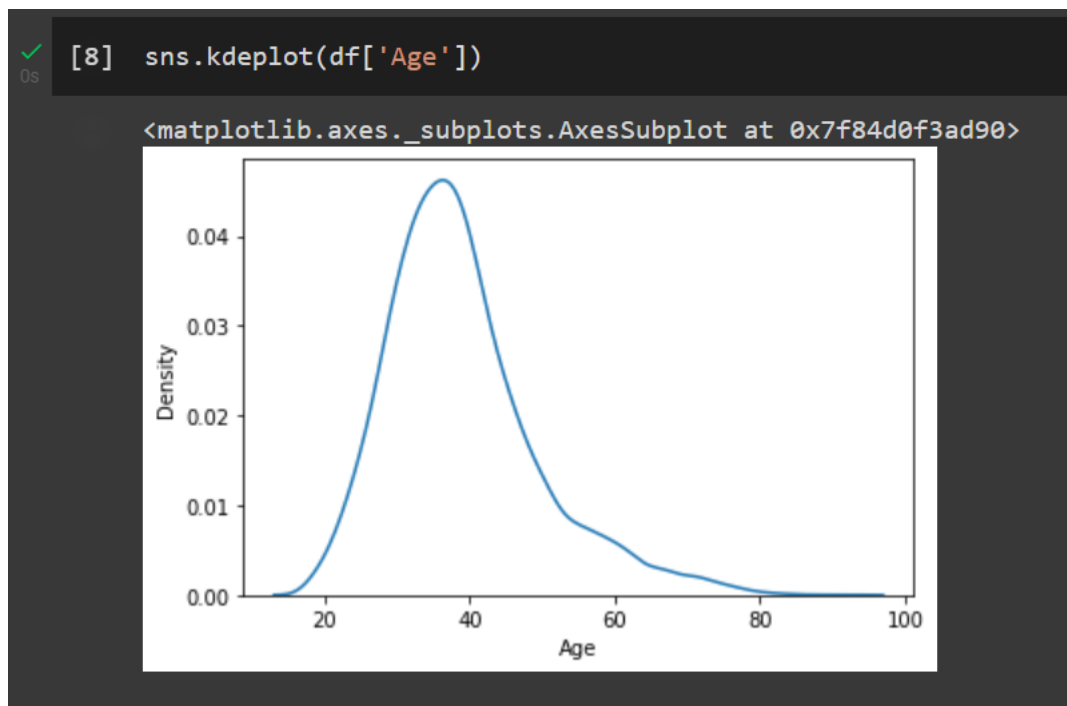 [8] sns.kdeplot(df['Age'])
0s
<matplotlib.axes._subplots.AxesSubplot at 0x7f84d0f3ad90>
0.04
0.03
0.02
0.01
0.00
Density
20 40 60 80 100
Age